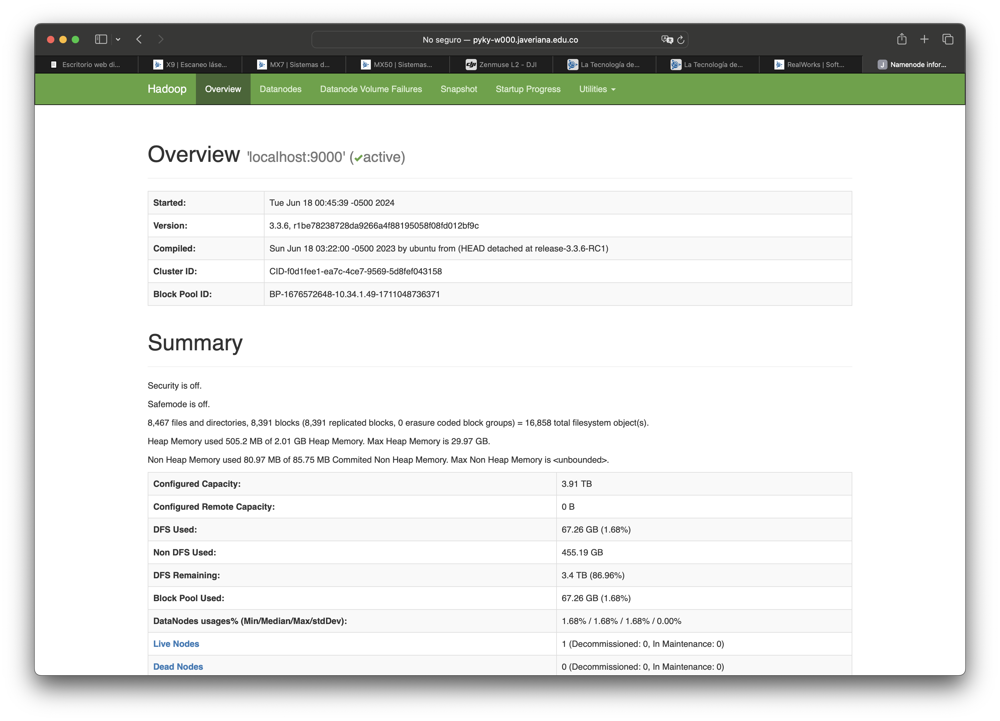 No seguro — pyky-w000.javeriana.edu.co
Escritorio web di...
X9 | Escaneo láse...
MX7 | Sistemas d...
MX50 | Sistemas...
dji Zenmuse L2 - DJI
La Tecnología de...
La Tecnología de...
RealWorks | Soft...
J Namenode infor...
Hadoop Overview Datanodes Datanode Volume Failures Snapshot Startup Progress Utilities
Overview 'localhost:9000' (✓active)
Started: Tue Jun 18 00:45:39 -0500 2024
Version: 3.3.6, r1be78238728da9266a4f88195058f08fd012bf9c
Compiled: Sun Jun 18 03:22:00 -0500 2023 by ubuntu from (HEAD detached at release-3.3.6-RC1)
Cluster ID: CID-f0d1fee1-ea7c-4ce7-9569-5d8fef043158
Block Pool ID: BP-1676572648-10.34.1.49-1711048736371
Summary
Security is off.
Safemode is off.
8,467 files and directories, 8,391 blocks (8,391 replicated blocks, 0 erasure coded block groups) = 16,858 total filesystem object(s).
Heap Memory used 505.2 MB of 2.01 GB Heap Memory. Max Heap Memory is 29.97 GB.
Non Heap Memory used 80.97 MB of 85.75 MB Commited Non Heap Memory. Max Non Heap Memory is <unbounded>.
Configured Capacity: 3.91 TB
Configured Remote Capacity: 0 B
DFS Used: 67.26 GB (1.68%)
Non DFS Used: 455.19 GB
DFS Remaining: 3.4 TB (86.96%)
Block Pool Used: 67.26 GB (1.68%)
DataNodes usages% (Min/Median/Max/stdDev): 1.68% / 1.68% / 1.68% / 0.00%
Live Nodes 1 (Decommissioned: 0, In Maintenance: 0)
Dead Nodes 0 (Decommissioned: 0, In Maintenance: 0)